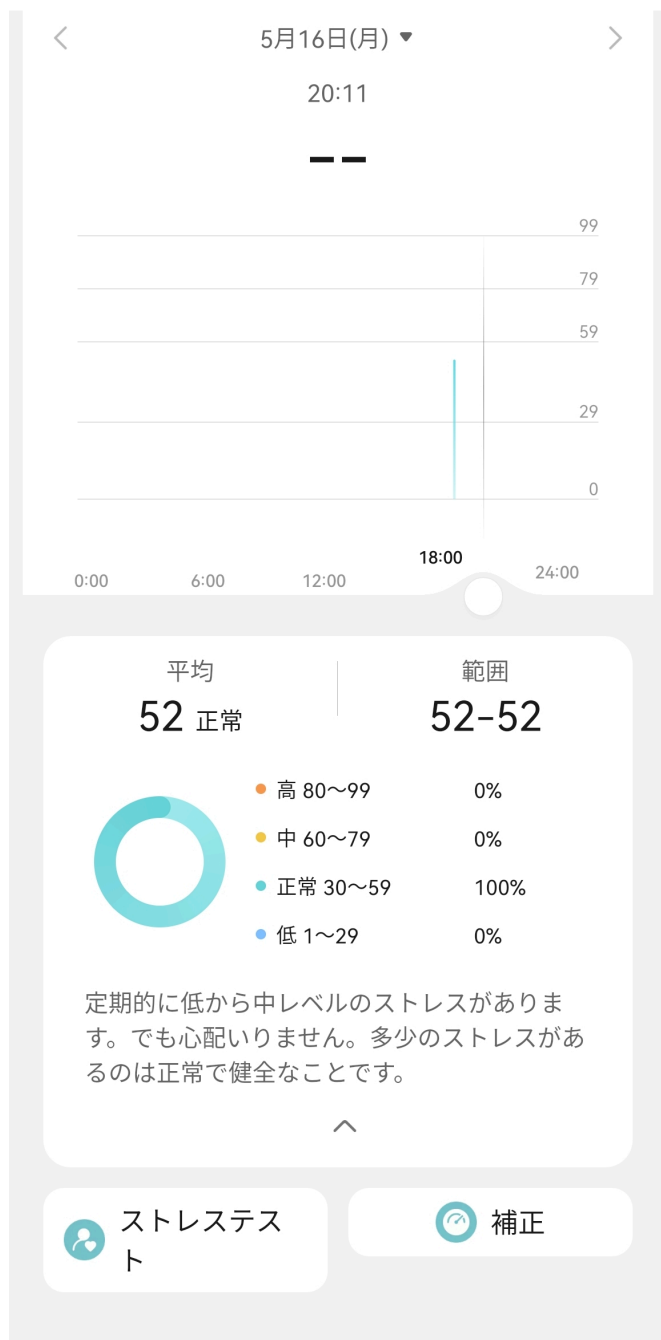 5月16日(月)
20:11
--
99
79
59
29
0
18:00
0:00 6:00 12:00 24:00
平均 範囲
52 正常 52-52
高 80～99 0%
中 60～79 0%
正常 30～59 100%
低 1～29 0%
定期的に低から中レベルのストレスがありま
す。でも心配いりません。多少のストレスがあ
るのは正常で健全なことです。
ストレステス
ト
補正